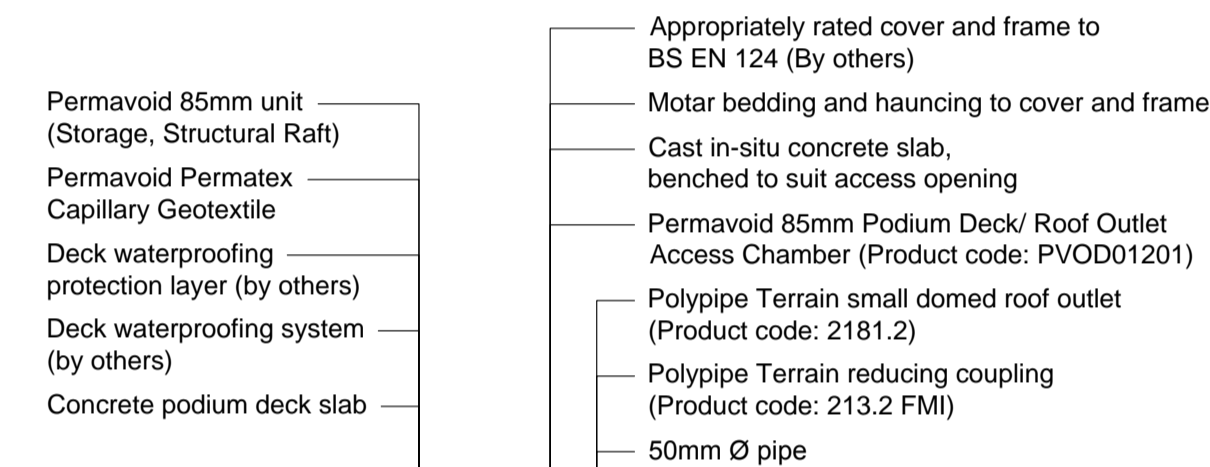 Permavoid 85mm unit
(Storage, Structural Raft)
Permavoid Permatex
Capillary Geotextile
Deck waterproofing
protection layer (by others)
Deck waterproofing system
(by others)
Concrete podium deck slab
Appropriately rated cover and frame to
BS EN 124 (By others)
Motar bedding and hauncing to cover and frame
Cast in-situ concrete slab,
benched to suit access opening
Permavoid 85mm Podium Deck/ Roof Outlet
Access Chamber (Product code: PVOD01201)
Polypipe Terrain small domed roof outlet
(Product code: 2181.2)
Polypipe Terrain reducing coupling
(Product code: 213.2 FMI)
50mm Ø pipe